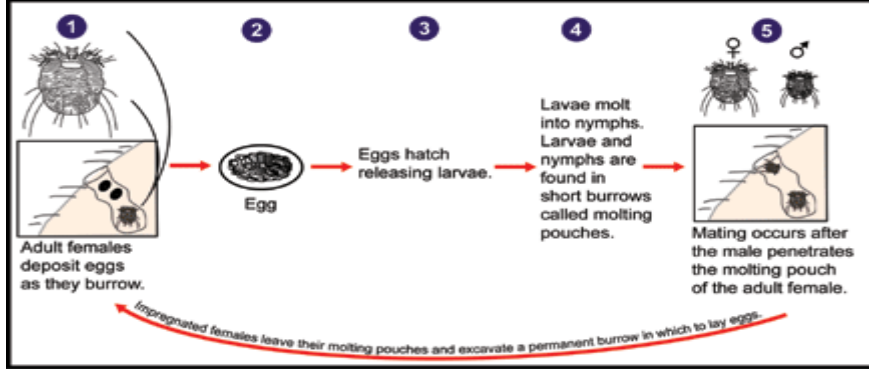 1
2
3
4
5
♀
♂
Adult females
deposit eggs
as they burrow.
Egg
Eggs hatch
releasing larvae.
Lavae molt
into nymphs.
Larvae and
nymphs are
found in
short burrows
called molting
pouches.
Mating occurs after
the male penetrates
the molting pouch
of the adult female.
Impregnated females leave their molting pouches and excavate a permanent burrow in which to lay eggs.